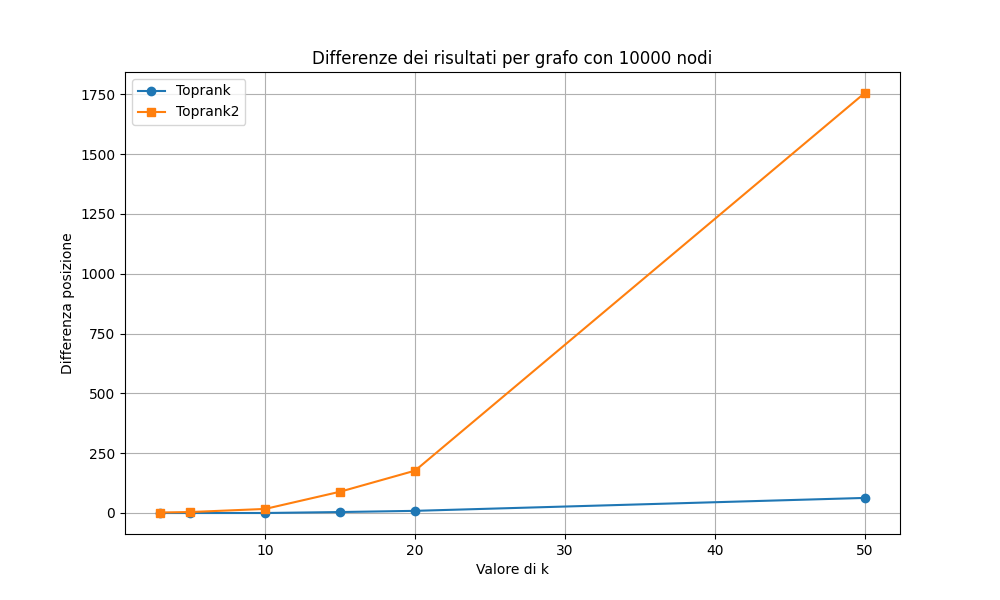 Differenze dei risultati per grafo con 10000 nodi
Toprank
Toprank2
1750
1500
1250
1000
750
500
250
0
Differenza posizione
10 20 30 40 50
Valore di k